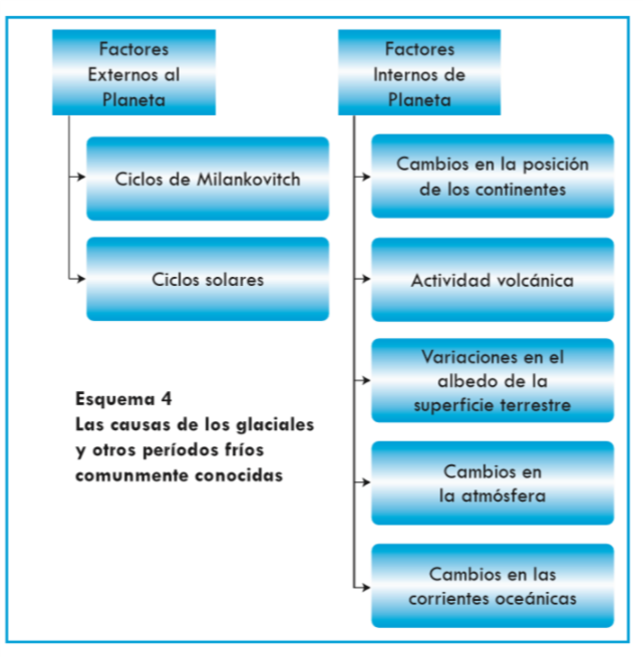 Factores
Externos al
Planeta
Ciclos de Milankovitch
Ciclos solares
Factores
Internos de
Planeta
Cambios en la posición
de los continentes
Actividad volcánica
Variaciones en el
albedo de la
superficie terrestre
Cambios en
la atmósfera
Cambios en las
corrientes oceánicas
Esquema 4
Las causas de los glaciales
y otros períodos fríos
comunmente conocidas